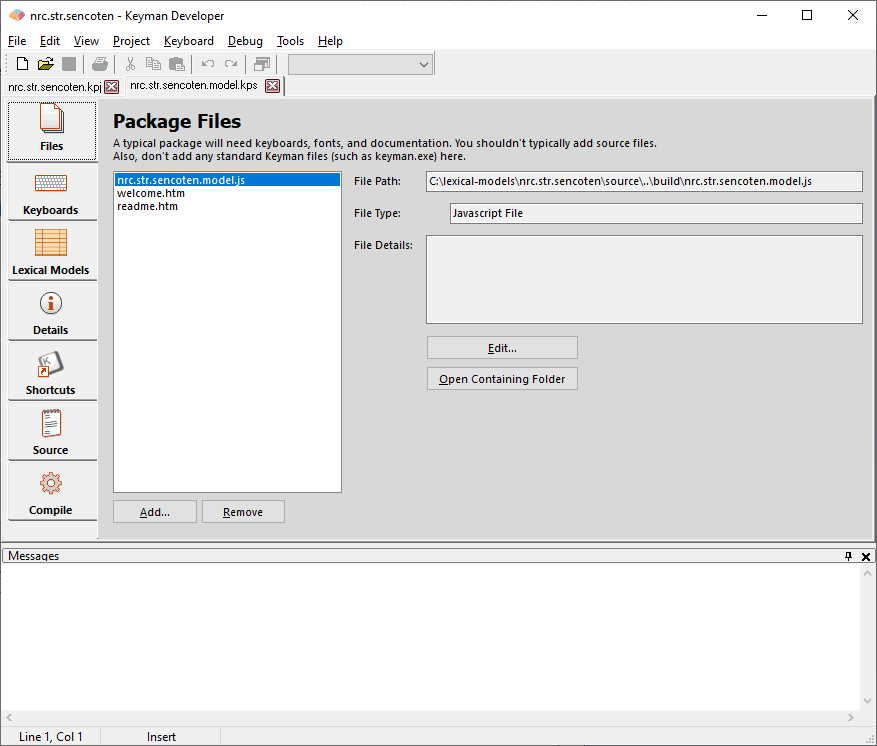 nrc.str.sencoten - Keyman Developer
File Edit View Project Keyboard Debug Tools Help
nrc.str.sencoten.kpj nrc.str.sencoten.model.kps
Files
Keyboards
Lexical Models
Details
Shortcuts
Source
Compile
Package Files
A typical package will need keyboards, fonts, and documentation. You shouldn't typically add source files.
Also, don't add any standard Keyman files (such as keyman.exe) here.
nrc.str.sencoten.model.js
welcome.htm
readme.htm
Add... Remove
File Path: C:\lexical-models\nrc.str.sencoten\source\..\build\nrc.str.sencoten.model.js
File Type: Javascript File
File Details:
Edit...
Open Containing Folder
Messages
Line 1, Col 1 Insert